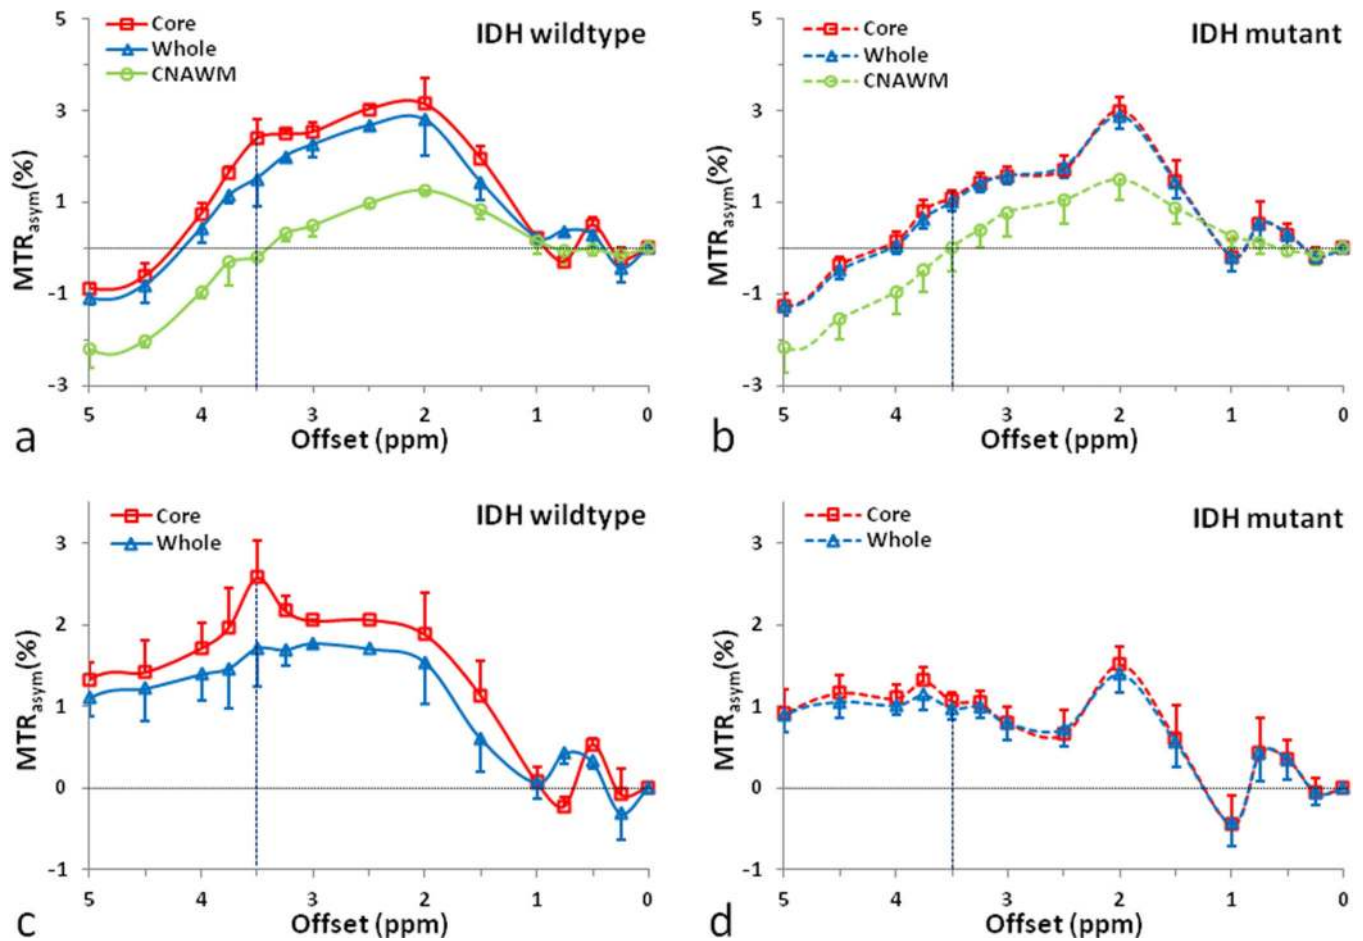 5
Core
Whole
CNAWM
IDH wildtype
3
1
-1
-3
MTRasym(%)
5 4 3 2 1 0
Offset (ppm)
a
5
Core
Whole
CNAWM
IDH mutant
3
1
-1
-3
MTRasym(%)
5 4 3 2 1 0
Offset (ppm)
b
Core
Whole
IDH wildtype
3
2
1
0
-1
MTRasym(%)
5 4 3 2 1 0
Offset (ppm)
c
Core
Whole
IDH mutant
3
2
1
0
-1
MTRasym(%)
5 4 3 2 1 0
Offset (ppm)
d